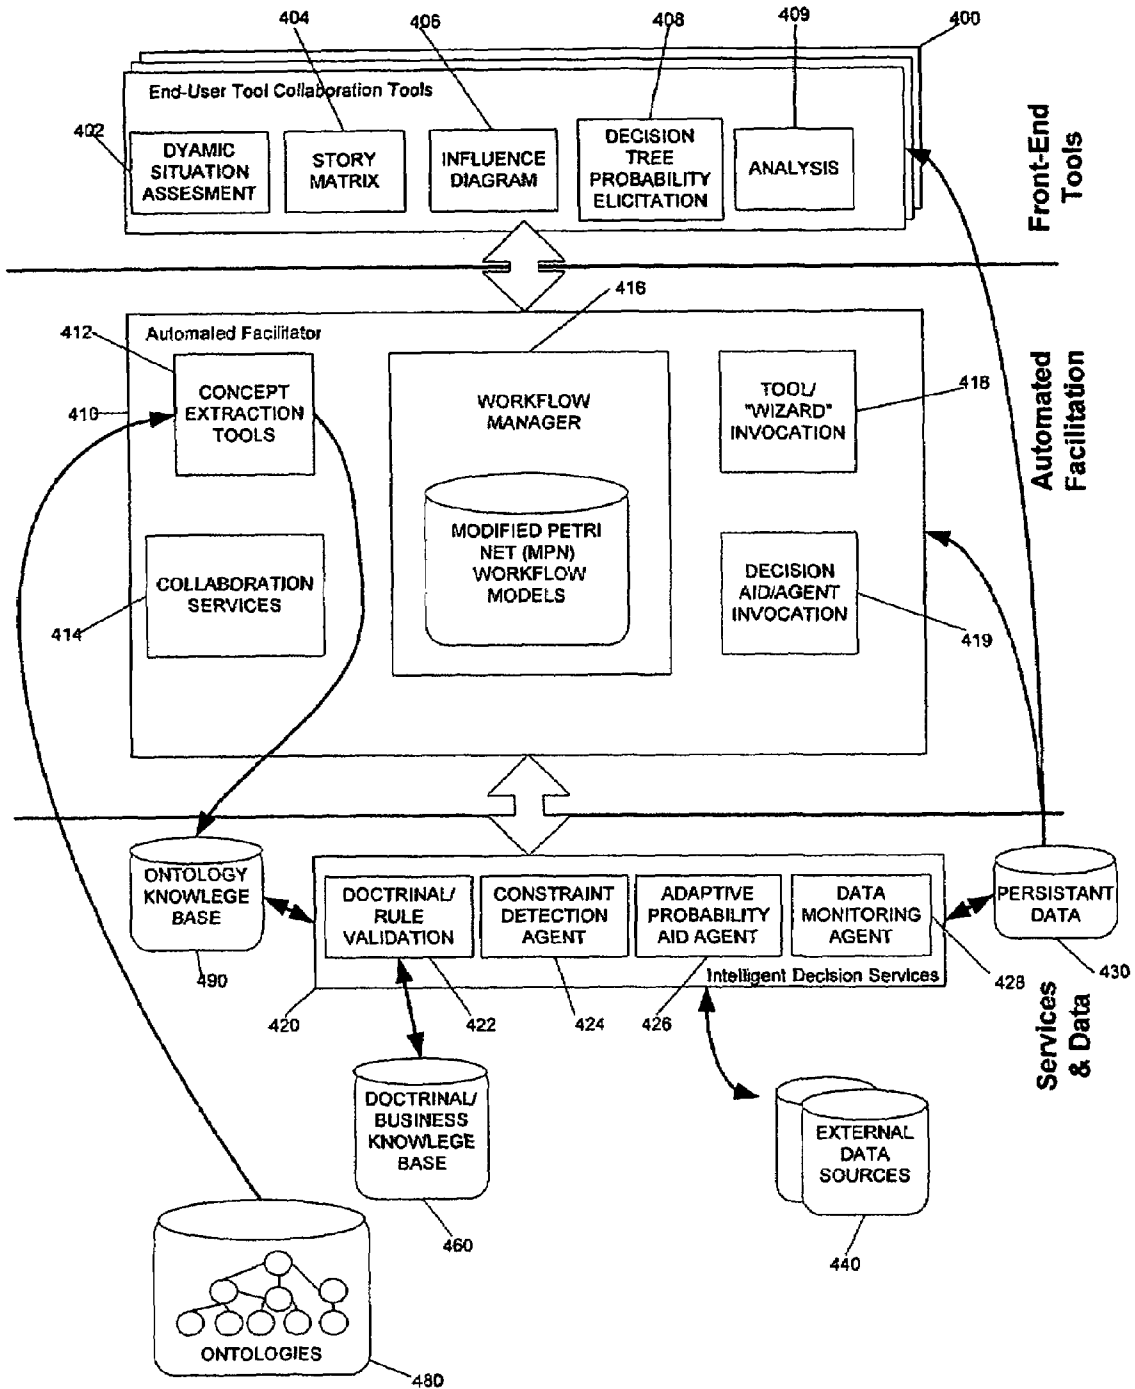 404
406
408
409
400
End-User Tool Collaboration Tools
402
DYAMIC
SITUATION
ASSESMENT
STORY
MATRIX
INFLUENCE
DIAGRAM
DECISION
TREE
PROBABILITY
ELICITATION
ANALYSIS
Front-End
Tools
416
412
Automaled Facilitator
410
CONCEPT
EXTRACTION
TOOLS
WORKFLOW
MANAGER
TOOL/
"WIZARD"
INVOCATION
418
Automated
Facilitation
MODIFIED PETRI
NET (MPN)
WORKFLOW
MODELS
COLLABORATION
SERVICES
414
DECISION
AID/AGENT
INVOCATION
419
ONTOLOGY
KNOWLEGE
BASE
490
DOCTRINAL/
RULE
VALIDATION
CONSTRAINT
DETECTION
AGENT
ADAPTIVE
PROBABILITY
AID AGENT
DATA
MONITORING
AGENT
Intelligent Decision Services
PERSISTANT
DATA
430
420
422
424
426
428
Services
& Data
DOCTRINAL/
BUSINESS
KNOWLEGE
BASE
460
EXTERNAL
DATA
SOURCES
440
ONTOLOGIES
480